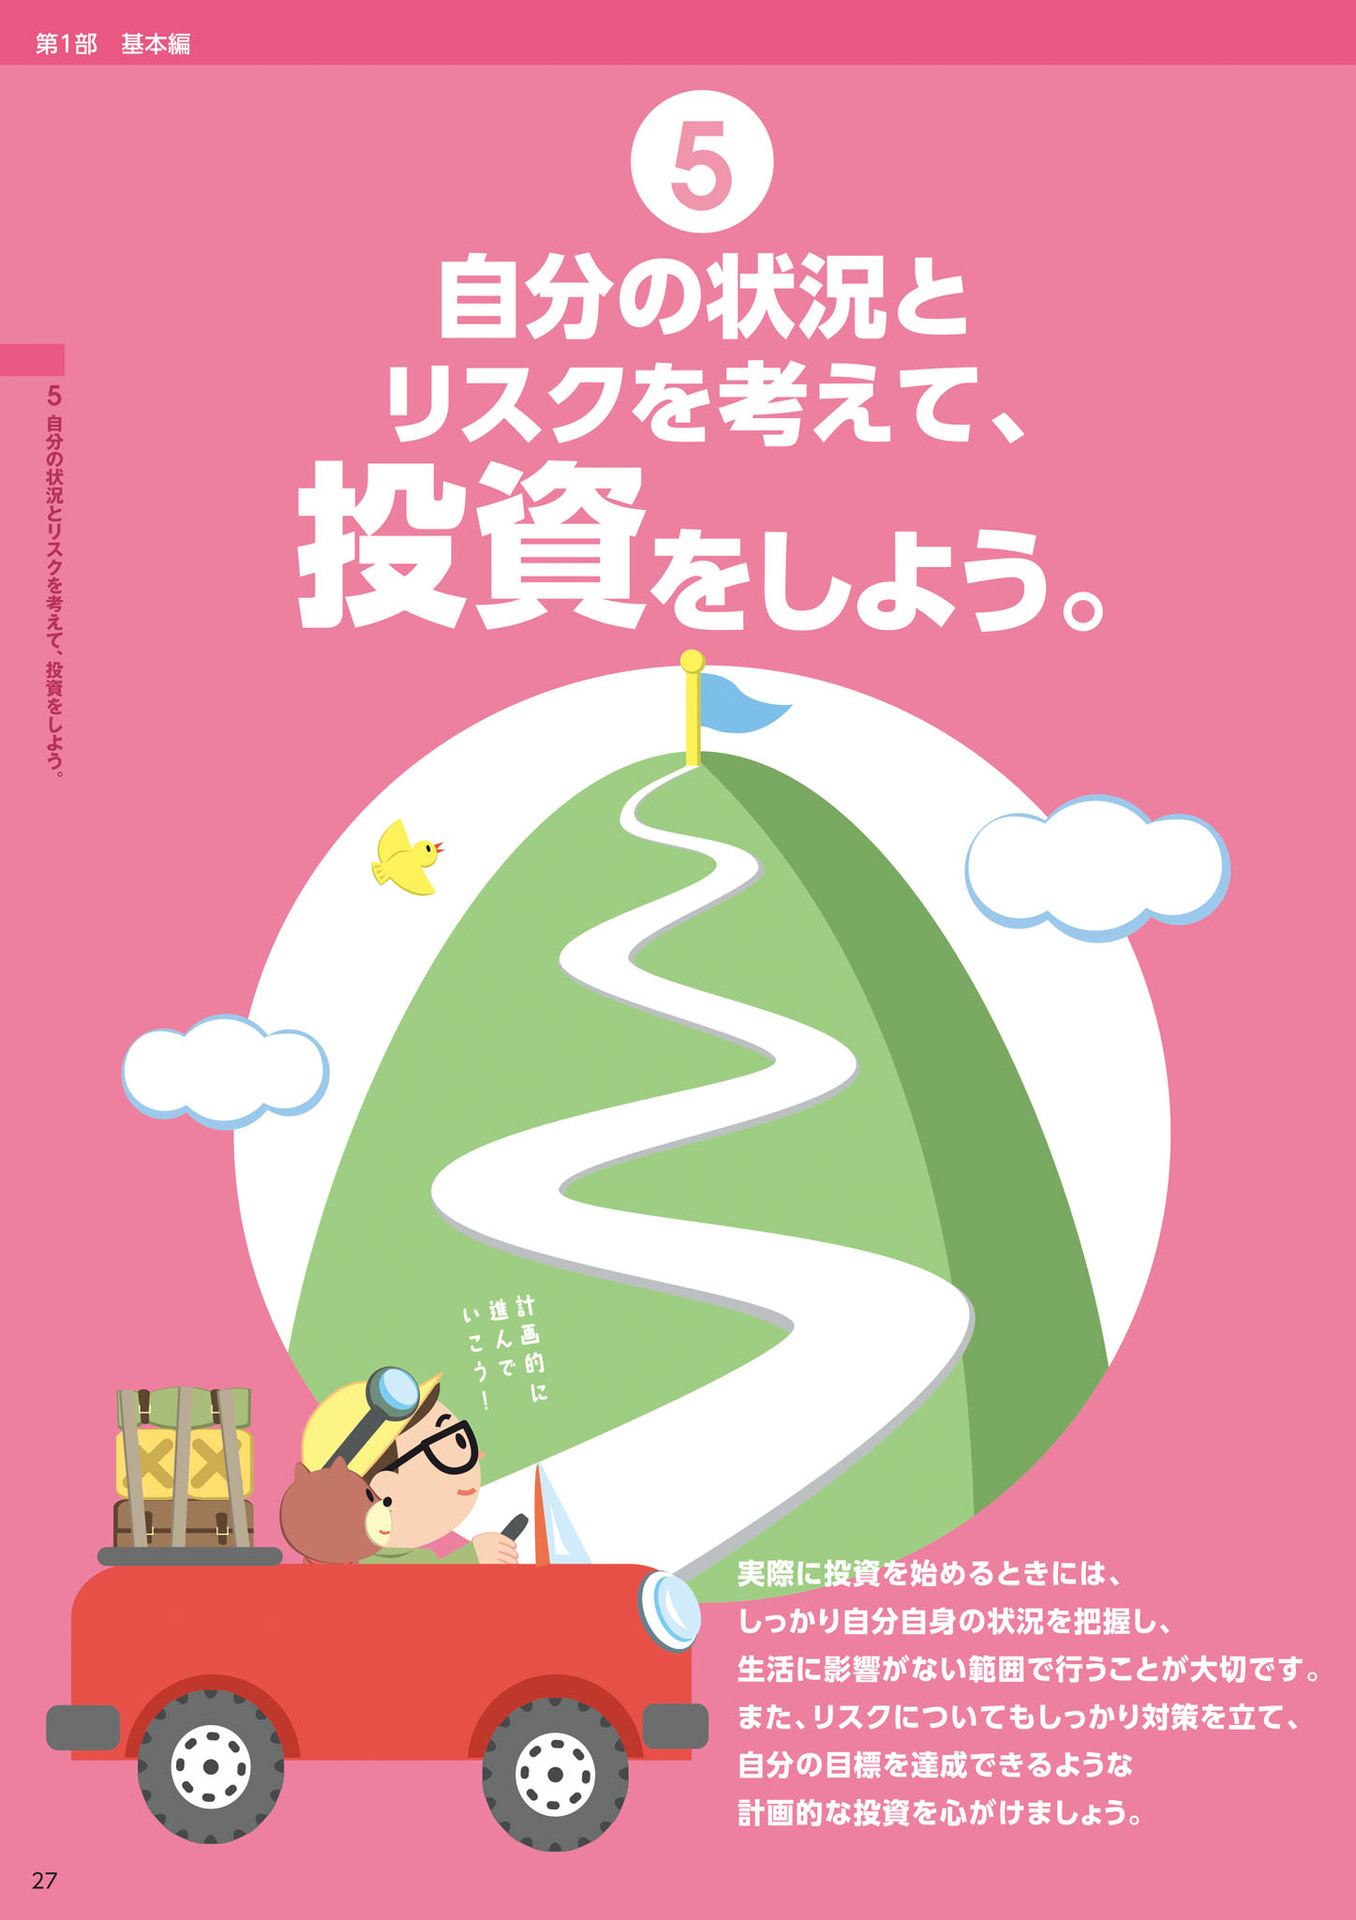 第1部　基本編
5
自分の状況と
リスクを考えて、
投資をしよう。
5 自分の状況とリスクを考えて、投資をしよう。
計画的に
進んで
いこう！
実際に投資を始めるときには、
しっかり自分自身の状況を把握し、
生活に影響がない範囲で行うことが大切です。
また、リスクについてもしっかり対策を立て、
自分の目標を達成できるような
計画的な投資を心がけましょう。
27